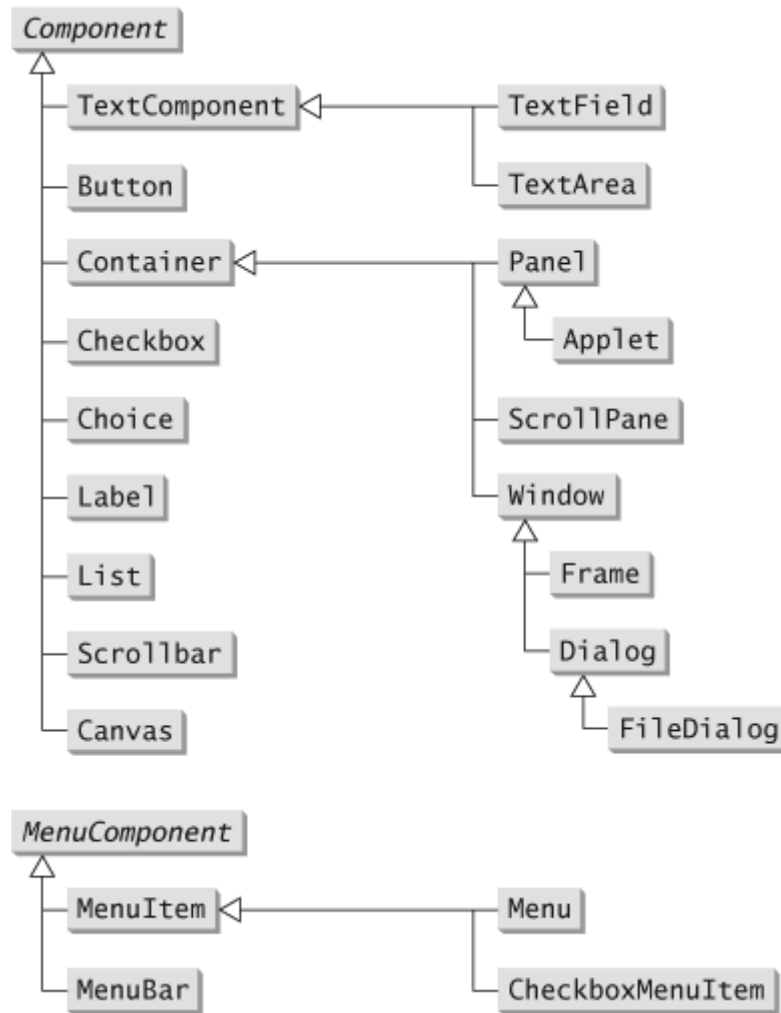 Component
TextComponent
TextField
Button
TextArea
Container
Panel
Checkbox
Applet
Choice
ScrollPane
Label
Window
List
Frame
Scrollbar
Dialog
Canvas
FileDialog
MenuComponent
MenuItem
Menu
MenuBar
CheckboxMenuItem